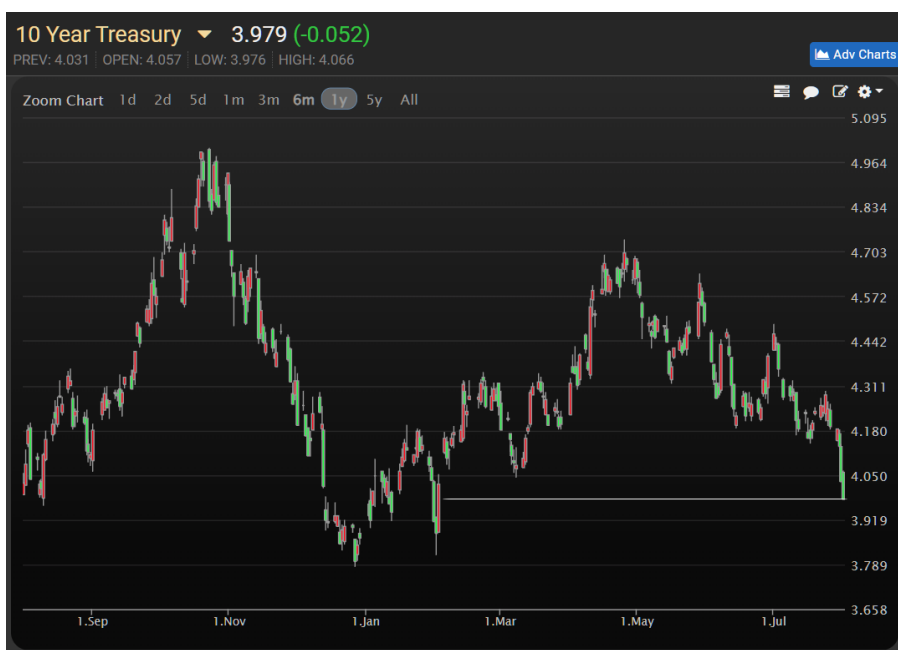 10 Year Treasury 3.979 (-0.052)
PREV: 4.031 OPEN: 4.057 LOW: 3.976 HIGH: 4.066
Adv Charts
Zoom Chart 1d 2d 5d 1m 3m 6m 1y 5y All
5.095
4.964
4.834
4.703
4.572
4.442
4.311
4.180
4.050
3.919
3.789
3.658
1.Sep 1.Nov 1.Jan 1.Mar 1.May 1.Jul